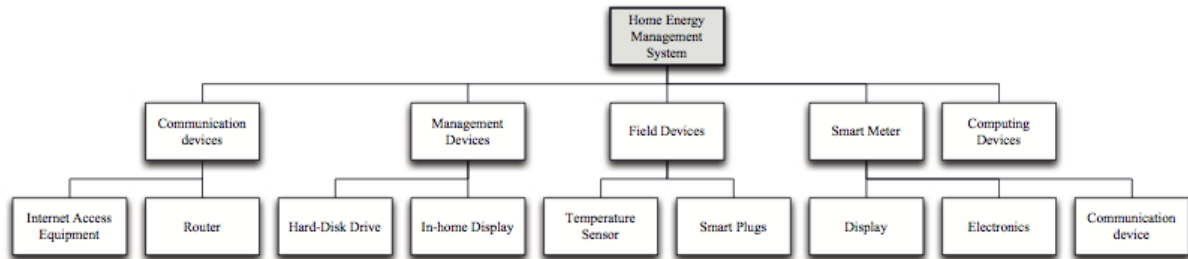 Home Energy
Management
System
Communication
devices
Management
Devices
Field Devices
Smart Meter
Computing
Devices
Internet Access
Equipment
Router
Hard-Disk Drive
In-home Display
Temperature
Sensor
Smart Plugs
Display
Electronics
Communication
device